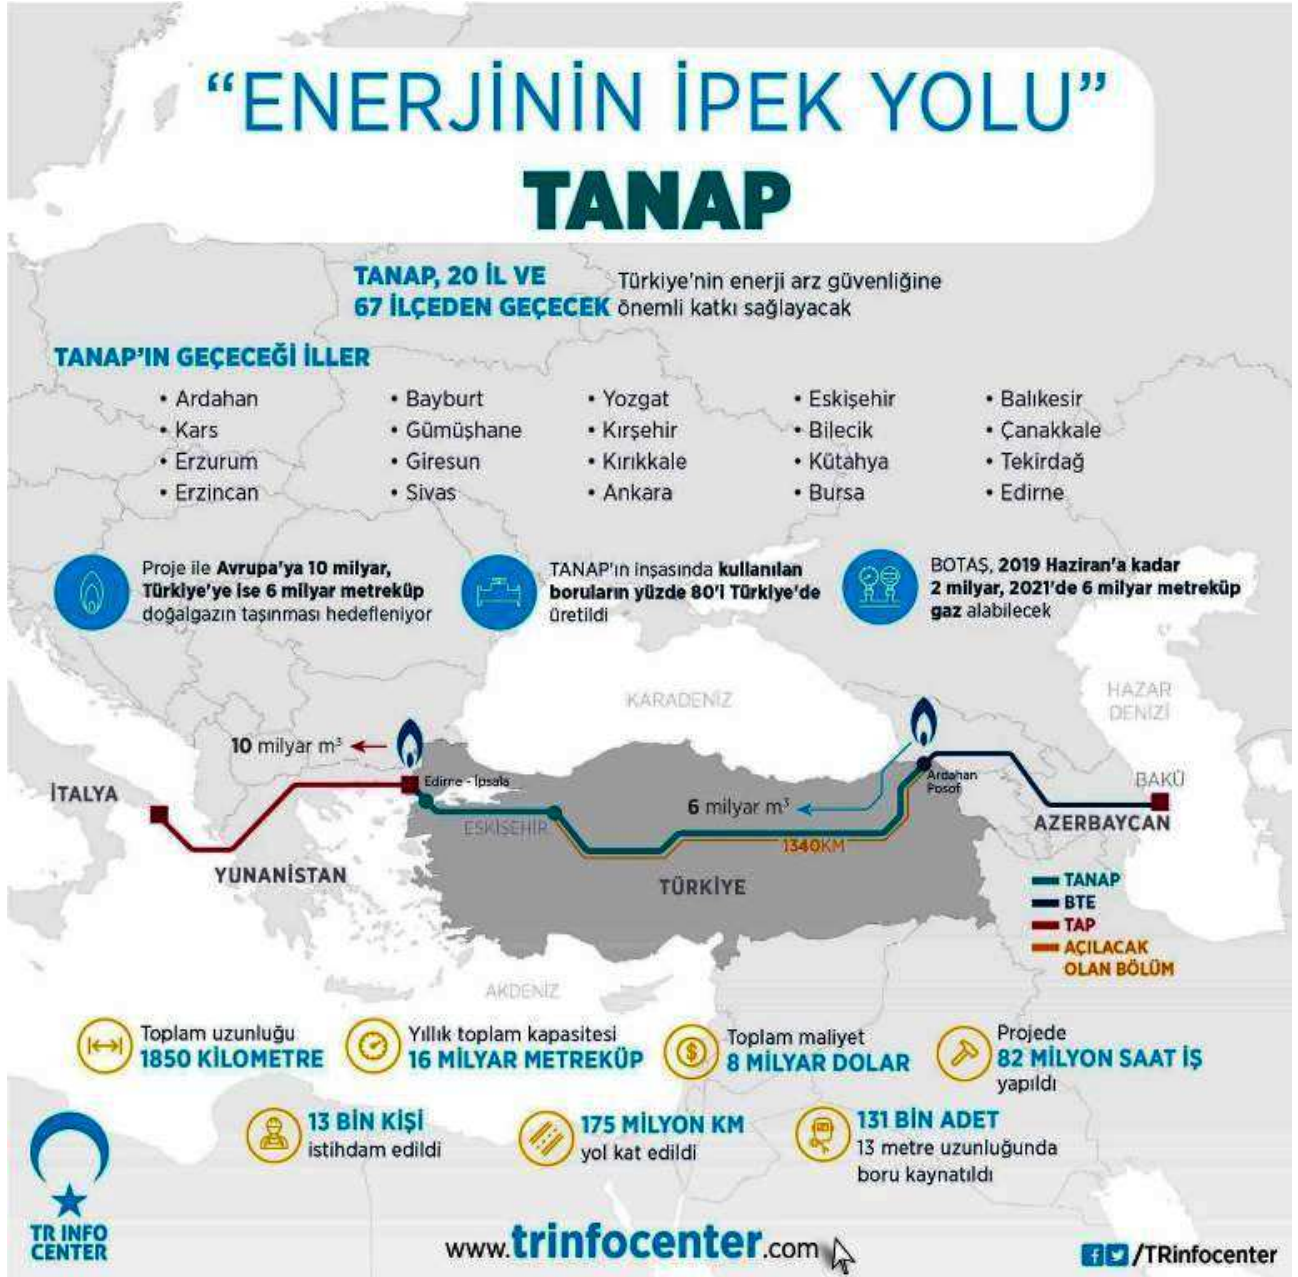 “ENERJİNİN İPEK YOLU”
TANAP
TANAP, 20 İL VE
67 İLÇEDEN GEÇECEK
Türkiye'nin enerji arz güvenliğine
önemli katkı sağlayacak
TANAP'IN GEÇECEĞİ İLLER
• Ardahan
• Kars
• Erzurum
• Erzincan
• Bayburt
• Gümüşhane
• Giresun
• Sivas
• Yozgat
• Kırşehir
• Kırıkkale
• Ankara
• Eskişehir
• Bilecik
• Kütahya
• Bursa
• Balıkesir
• Çanakkale
• Tekirdağ
• Edirne
Proje ile Avrupa'ya 10 milyar,
Türkiye'ye ise 6 milyar metreküp
doğalgazın taşınması hedefleniyor
TANAP'ın inşasında kullanılan
boruların yüzde 80'i Türkiye'de
üretildi
BOTAŞ, 2019 Haziran'a kadar
2 milyar, 2021'de 6 milyar metreküp
gaz alabilecek
KARADENİZ
HAZAR
DENİZİ
10 milyar m³
Edirne - İpsala
Ardahan
Posof
BAKÜ
İTALYA
6 milyar m³
ESKİŞEHİR
AZERBAYCAN
1340KM
YUNANİSTAN
TÜRKİYE
TANAP
BTE
TAP
AÇILACAK
OLAN BÖLÜM
AKDENİZ
Toplam uzunluğu
1850 KİLOMETRE
Yıllık toplam kapasitesi
16 MİLYAR METREKÜP
Toplam maliyet
8 MİLYAR DOLAR
Projede
82 MİLYON SAAT İŞ
yapıldı
13 BİN KİŞİ
istihdam edildi
175 MİLYON KM
yol kat edildi
131 BİN ADET
13 metre uzunluğunda
boru kaynatıldı
TR INFO
CENTER
www.trinfocenter.com
/TRinfocenter